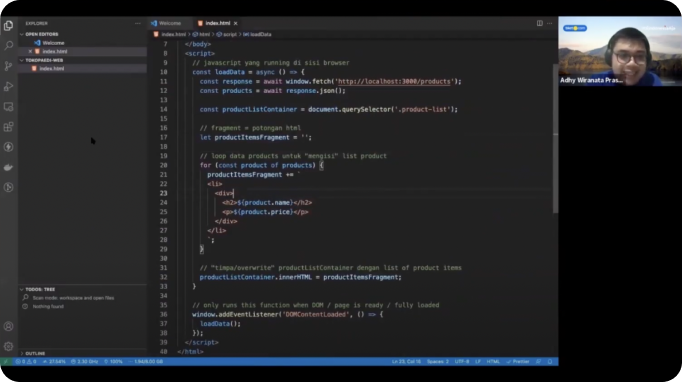 EXPLORER
OPEN EDITORS
Welcome
index.html
TOKOPAEDI-WEB
index.html
TODOS: TREE
Scan mode: workspace and open files
Nothing found
OUTLINE
Welcome
index.html
index.html > html > script > loadData
7 </body>
8 <script>
9 // javascript yang running di sisi browser
10 const loadData = async () => {
11 const response = await window.fetch('http://localhost:3000/products');
12 const products = await response.json();
13
14 const productListContainer = document.querySelector('.product-list');
15
16 // fragment = potongan html
17 let productItemsFragment = '';
18
19 // loop data products untuk "mengisi" list product
20 for (const product of products) {
21 productItemsFragment += `
22 <li>
23 <div>
24 <h2>${product.name}</h2>
25 <p>${product.price}</p>
26 </div>
27 </li>
28 `;
29 }
30
31 // "timpa/overwrite" productListContainer dengan list of product items
32 productListContainer.innerHTML = productItemsFragment;
33 }
34
35 // only runs this function when DOM / page is ready / fully loaded
36 window.addEventListener('DOMContentLoaded', () => {
37 loadData();
38 });
39 </script>
40 </html>
Ln 23, Col 15 Spaces: 2 UTF-8 LF HTML Prettier
Adhy Wiranata Pras...